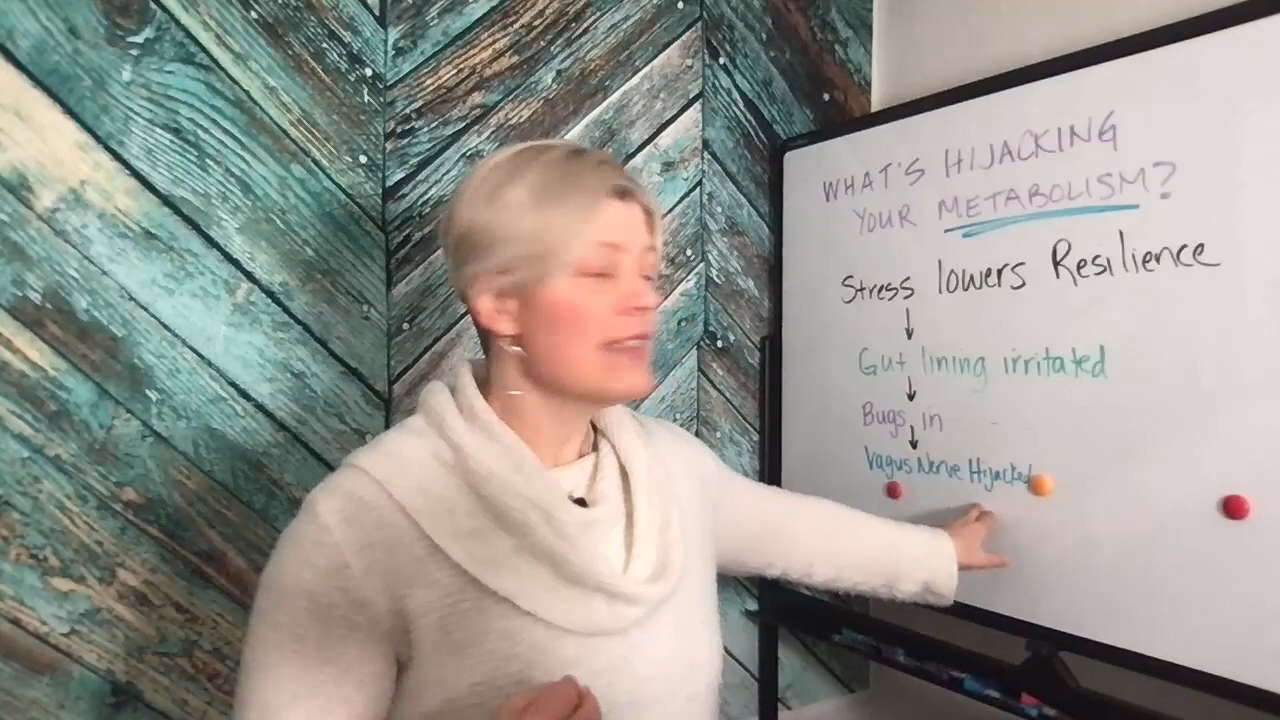 WHAT'S HIJACKING
YOUR METABOLISM?
Stress lowers Resilience
Gut lining irritated
Bugs in
Vagus Nerve Hijacked